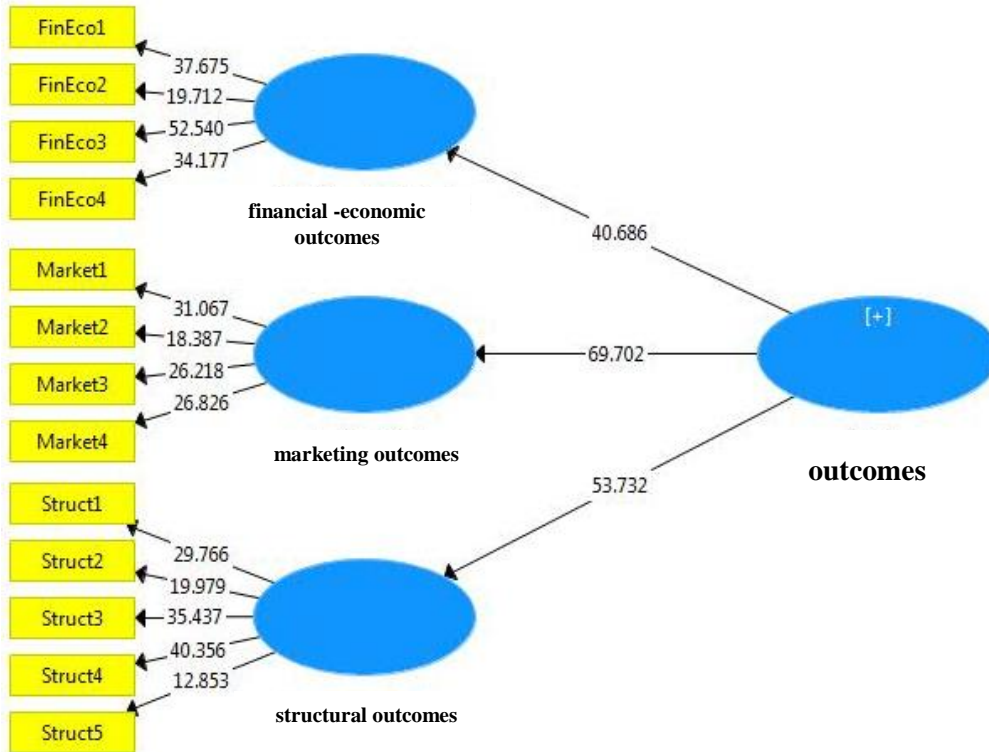 FinEco1
37.675
FinEco2
19.712
FinEco3
52.540
FinEco4
34.177
financial -economic
outcomes
40.686
Market1
31.067
Market2
18.387
Market3
26.218
Market4
26.826
marketing outcomes
69.702
[+]
outcomes
53.732
Struct1
29.766
Struct2
19.979
Struct3
35.437
Struct4
40.356
Struct5
12.853
structural outcomes